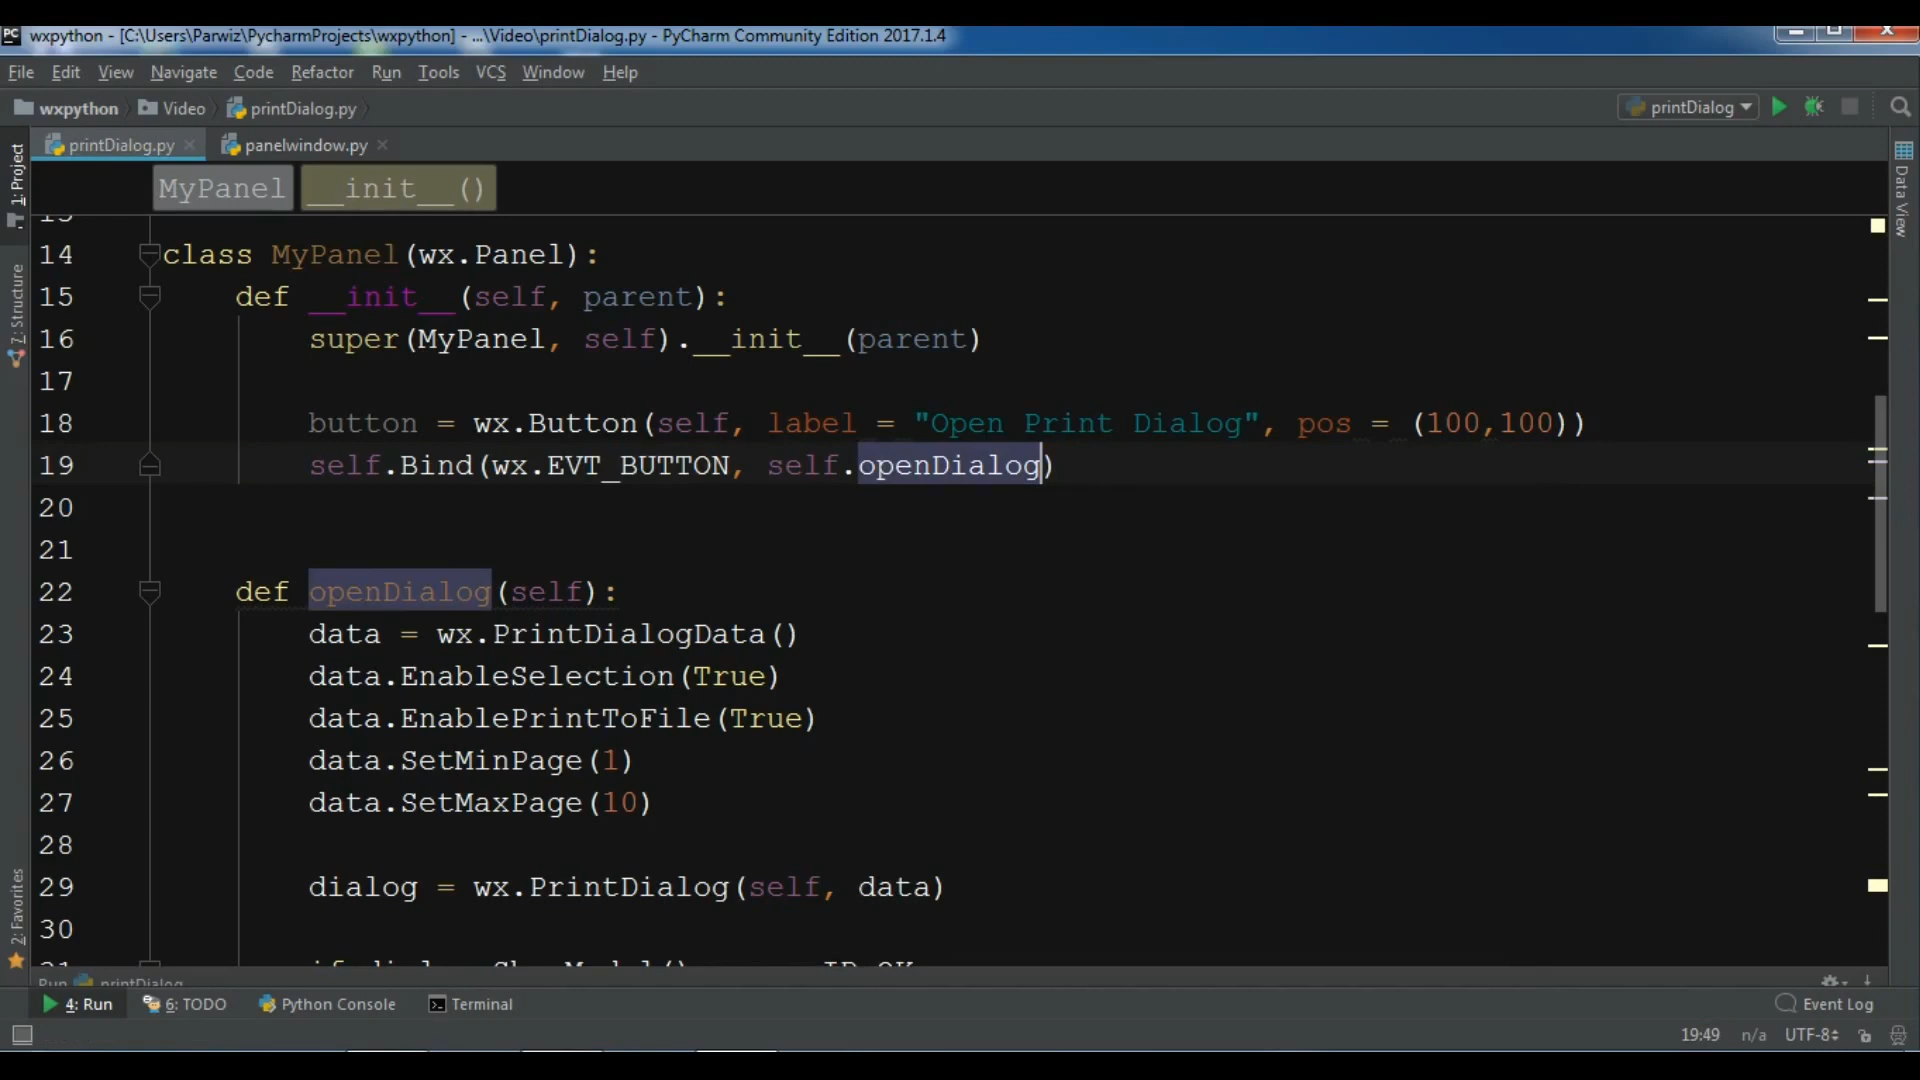 wxpython - [C:\Users\Parwiz\PycharmProjects\wxpython] - ...\Video\printDialog.py - PyCharm Community Edition 2017.1.4
File Edit View Navigate Code Refactor Run Tools VCS Window Help
wxpython Video printDialog.py printDialog
printDialog.py panelwindow.py
MyPanel __init__()
1: Project
7: Structure
2: Favorites
Data View
14 class MyPanel(wx.Panel):
15 def __init__(self, parent):
16 super(MyPanel, self).__init__(parent)
17
18 button = wx.Button(self, label = "Open Print Dialog", pos = (100,100))
19 self.Bind(wx.EVT_BUTTON, self.openDialog)
20
21
22 def openDialog(self):
23 data = wx.PrintDialogData()
24 data.EnableSelection(True)
25 data.EnablePrintToFile(True)
26 data.SetMinPage(1)
27 data.SetMaxPage(10)
28
29 dialog = wx.PrintDialog(self, data)
30
Run printDialog
4: Run 6: TODO Python Console Terminal Event Log
19:49 n/a UTF-8